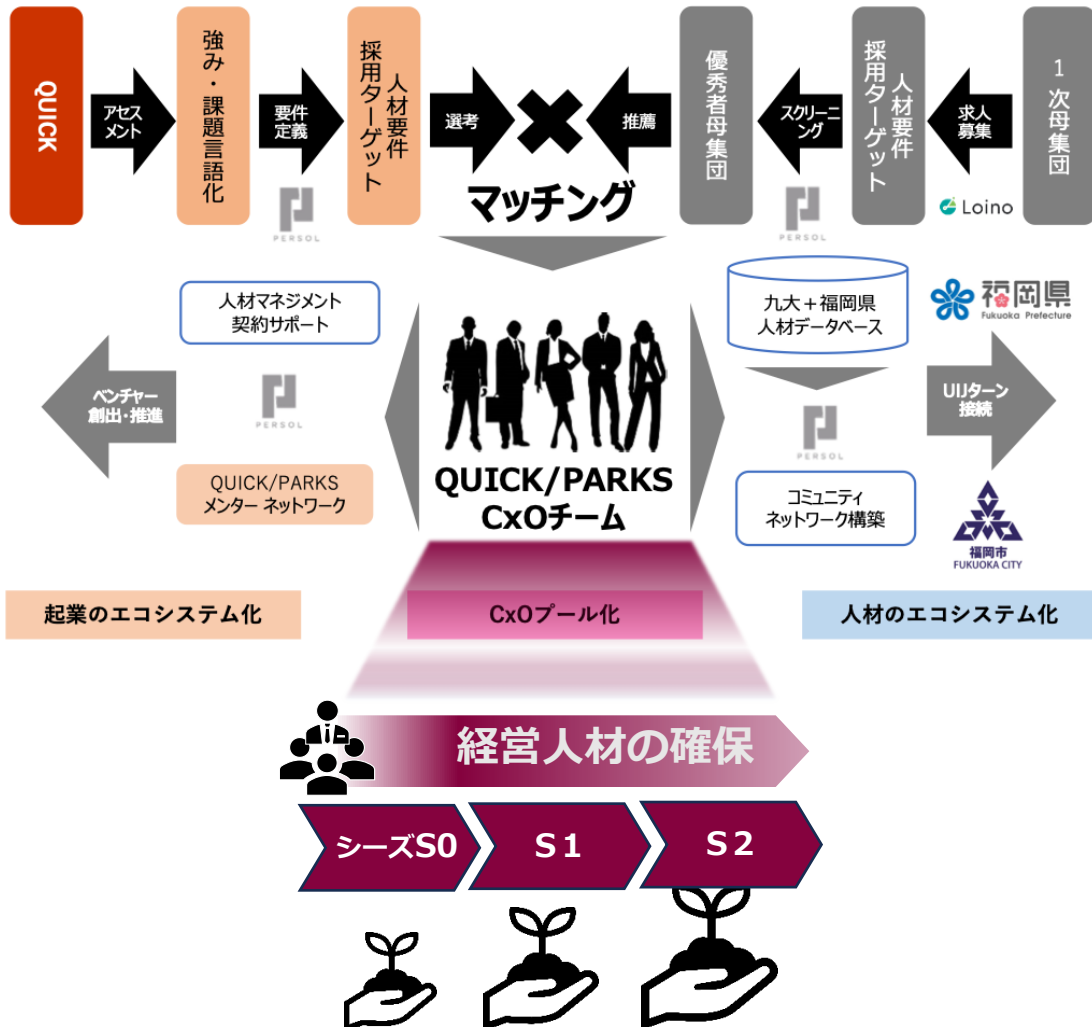 QUICK
アセス
メント
強み・課題言語化
要件
定義
人材要件
採用ターゲット
選考
マッチング
推薦
優秀者母集団
スクリーニ
ング
人材要件
採用ターゲット
求人
募集
1次母集団
PERSOL
PERSOL
Loino
人材マネジメント
契約サポート
九大+福岡県
人材データベース
福岡県
Fukuoka Prefecture
ベンチャー
創出・推進
PERSOL
UIJターン
接続
PERSOL
QUICK/PARKS
メンター ネットワーク
QUICK/PARKS
CxOチーム
コミュニティ
ネットワーク構築
福岡市
FUKUOKA CITY
起業のエコシステム化
CxOプール化
人材のエコシステム化
経営人材の確保
シーズS0
S1
S2